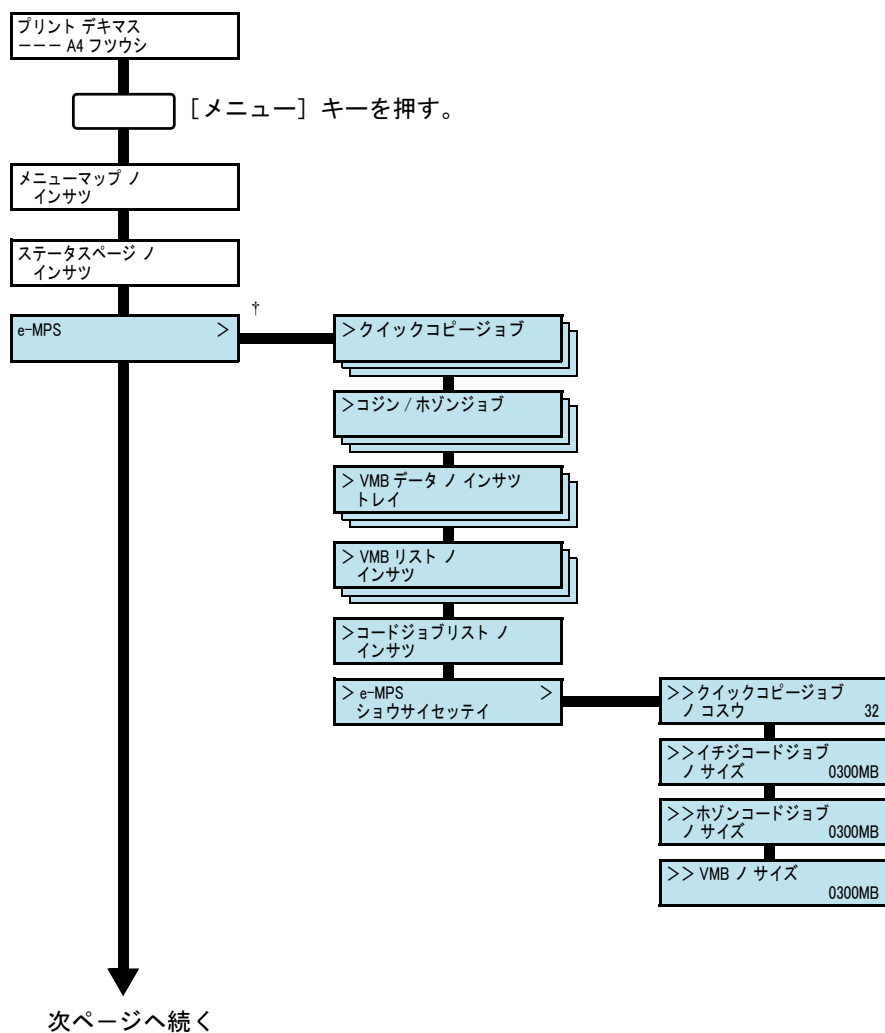 プリント デキマス
ーーー A4 フツウシ
［メニュー］キーを押す。
メニューマップ ノ
インサツ
ステータスページ ノ
インサツ
e-MPS ＞
†
＞クイックコピージョブ
＞コジン / ホゾンジョブ
＞ VMB データ ノ インサツ
トレイ
＞ VMB リスト ノ
インサツ
＞コードジョブリスト ノ
インサツ
＞ e-MPS ＞
ショウサイセッテイ
＞＞クイックコピージョブ
ノ コスウ 32
＞＞イチジコードジョブ
ノ サイズ 0300MB
＞＞ホゾンコードジョブ
ノ サイズ 0300MB
＞＞ VMB ノ サイズ
0300MB
次ページへ続く